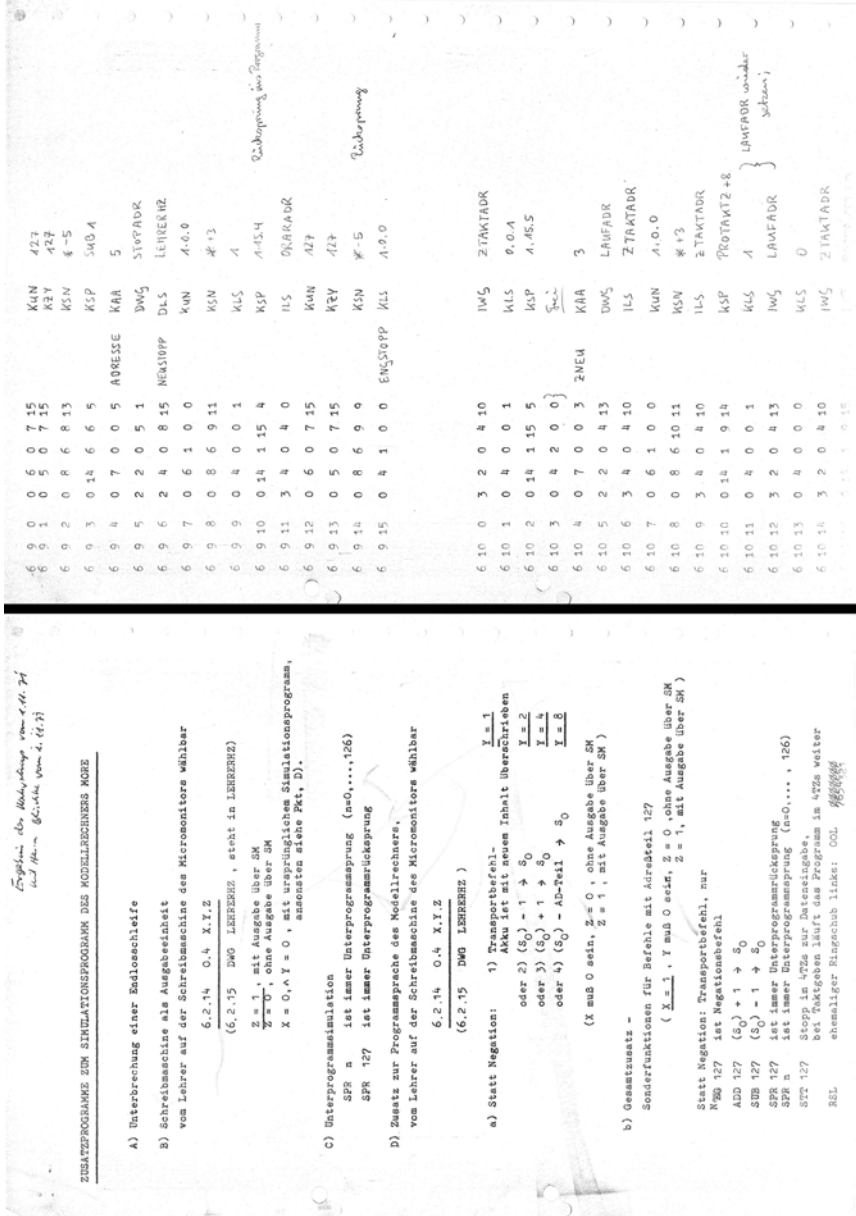 Ergebnis des Lehrgangs vom 1.11.71
ZUSATZPROGRAMME ZUM SIMULATIONSPROGRAMM DES MODELLRECHNERS MORE
A) Unterbrechung einer Endlosschleife
B) Schreibmaschine als Ausgabeeinheit
vom Lehrer auf der Schreibmaschine des Micromonitors wählbar
6.2.14 0.4 X.Y.Z
(6.2.15 DWG LEHRERHZ , steht in LEHRERHZ)
Z = 1 , mit Ausgabe über SM
Z = 0 , ohne Ausgabe über SM
X = 0,∧ Y = 0 , mit ursprünglichem Simulationsprogramm,
ansonsten siehe Pkt, D).
C) Unterprogrammsimulation
SPR n ist immer Unterprogrammsprung (n=0,...,126)
SPR 127 ist immer Unterprogrammrücksprung
D) Zusatz zur Programmsprache des Modellrechners,
vom Lehrer auf der Schreibmaschine des Micromonitors wählbar
6.2.14 0.4 X.Y.Z
(6.2.15 DWG LEHRERHZ )
a) Statt Negation: 1) Transportbefehl-
Akku ist mit neuem Inhalt überschrieben Y = 1
oder 2) (S0) - 1 → S0 Y = 2
oder 3) (S0) + 1 → S0 Y = 4
oder 4) (S0) - AD-Teil → S0 Y = 8
(X muß 0 sein, Z = 0 , ohne Ausgabe über SM
Z = 1 , mit Ausgabe über SM )
b) Gesamtzusatz -
Sonderfunktionen für Befehle mit Adreßteil 127
( X = 1 , Y muß 0 sein, Z = 0 ,ohne Ausgabe über SM
Z = 1, mit Ausgabe über SM )
Statt Negation: Transportbefehl, nur
NEG 127 ist Negationsbefehl
ADD 127 (S0) + 1 → S0
SUB 127 (S0) - 1 → S0
SPR 127 ist immer Unterprogrammrücksprung
SPR n ist immer Unterprogrammsprung (n=0,... , 126)
STT 127 Stopp in 4TZs zur Dateneingabe,
bei Taktgeben läuft das Programm in 4TZs weiter
RSL ehemaliger Ringschub links: OOL
6 9 0 0 6 0 7 15 KUN 127
6 9 1 0 5 0 7 15 KZY 127
6 9 2 0 8 6 8 13 KSN *-5
6 9 3 0 14 6 6 5 KSP SUB1
6 9 4 0 7 0 0 5 ADRESSE KAA 5
6 9 5 2 2 0 5 1 DWG STOPADR
6 9 6 2 4 0 8 15 NEUSTOPP DLS LEHRERHZ
6 9 7 0 6 1 0 0 KUN 1.0.0
6 9 8 0 8 6 9 11 KSN *+3
6 9 9 0 4 0 0 1 KLS 1
6 9 10 0 14 1 15 4 KSP 1.15.4 Rücksprung ins Programm
6 9 11 3 4 0 4 0 ILS ORARADR
6 9 12 0 6 0 7 15 KUN 127
6 9 13 0 5 0 7 15 KZY 127
6 9 14 0 8 6 9 9 KSN *-5 Rücksprung
6 9 15 0 4 1 0 0 ENGSTOPP KLS 1.0.0
6 10 0 3 2 0 4 10 IWG ZTAKTADR
6 10 1 0 4 0 0 1 KLS 0.0.1
6 10 2 0 14 1 15 5 KSP 1.15.5
6 10 3 0 4 2 0 0 } frei
6 10 4 0 7 0 0 3 ZNEU KAA 3
6 10 5 2 2 0 4 13 DWG LAUFADR
6 10 6 3 4 0 4 10 ILS ZTAKTADR
6 10 7 0 6 1 0 0 KUN 1.0.0
6 10 8 0 8 6 10 11 KSN *+3
6 10 9 3 4 0 4 10 ILS ZTAKTADR
6 10 10 0 14 1 9 14 KSP PROTAKTZ+8
6 10 11 0 4 0 0 1 KLS 1 } LAUFADR wieder
6 10 12 3 2 0 4 13 IWG LAUFADR setzen;
6 10 13 0 4 0 0 0 KLS 0
6 10 14 3 2 0 4 10 IWG ZTAKTADR